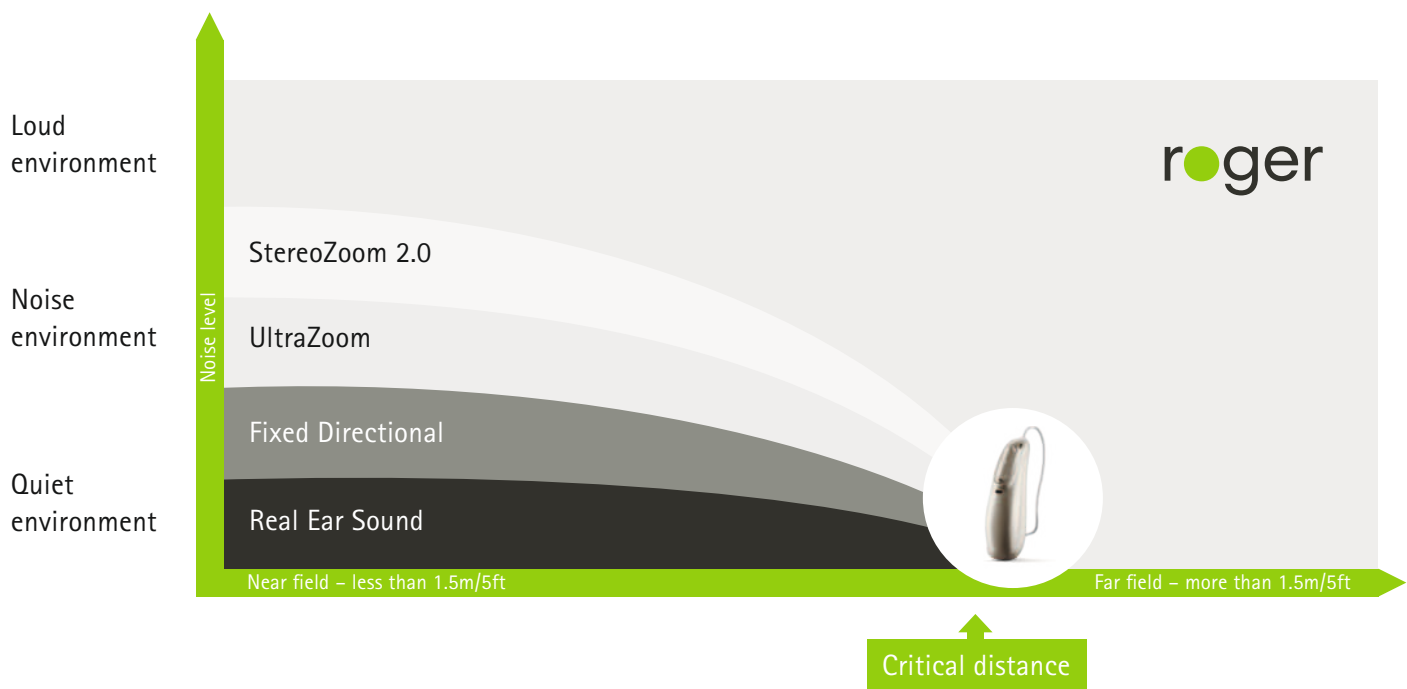 Loud
environment
roger
StereoZoom 2.0
Noise
environment
Noise level
UltraZoom
Fixed Directional
Quiet
environment
Real Ear Sound
Near field – less than 1.5m/5ft
Far field – more than 1.5m/5ft
Critical distance